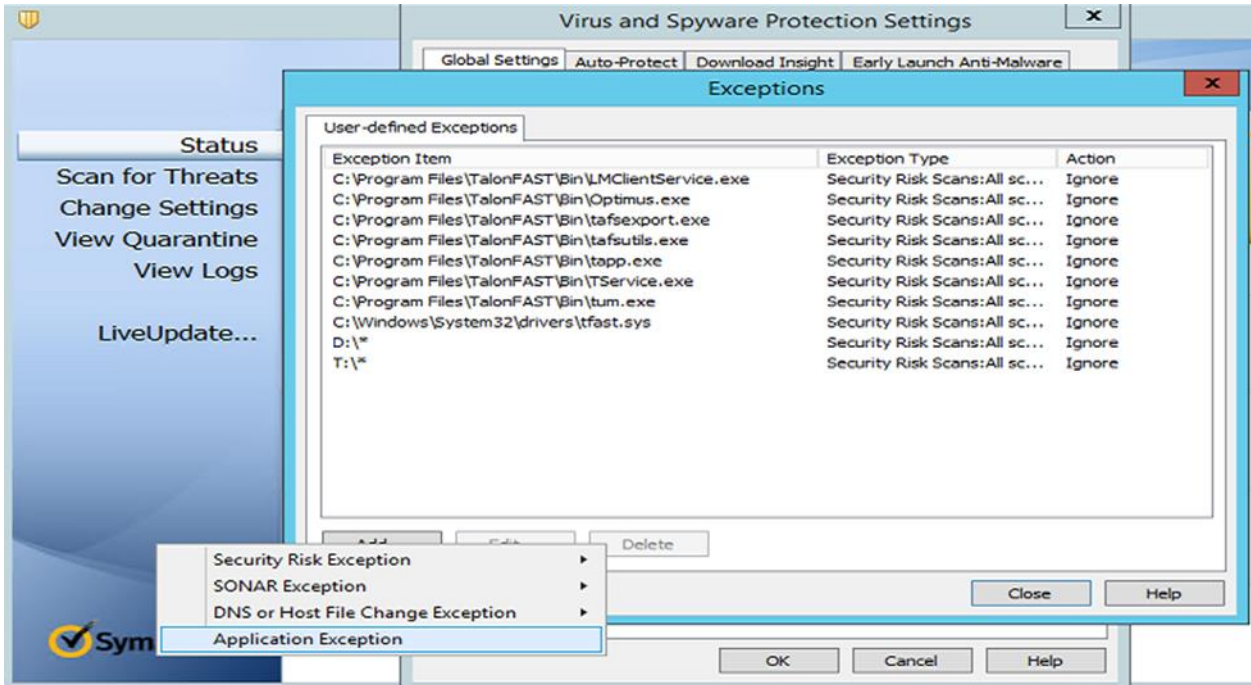 Virus and Spyware Protection Settings
x
Global Settings Auto-Protect Download Insight Early Launch Anti-Malware
Exceptions
x
User-defined Exceptions
Status
Scan for Threats
Change Settings
View Quarantine
View Logs
LiveUpdate...
Exception Item Exception Type Action
C:\Program Files\TalonFAST\Bin\LMClientService.exe Security Risk Scans:All sc... Ignore
C:\Program Files\TalonFAST\Bin\Optimus.exe Security Risk Scans:All sc... Ignore
C:\Program Files\TalonFAST\Bin\tafsexport.exe Security Risk Scans:All sc... Ignore
C:\Program Files\TalonFAST\Bin\tafsutils.exe Security Risk Scans:All sc... Ignore
C:\Program Files\TalonFAST\Bin\tapp.exe Security Risk Scans:All sc... Ignore
C:\Program Files\TalonFAST\Bin\TService.exe Security Risk Scans:All sc... Ignore
C:\Program Files\TalonFAST\Bin\tum.exe Security Risk Scans:All sc... Ignore
C:\Windows\System32\drivers\tfast.sys Security Risk Scans:All sc... Ignore
D:\* Security Risk Scans:All sc... Ignore
T:\* Security Risk Scans:All sc... Ignore
Delete
Security Risk Exception
SONAR Exception
DNS or Host File Change Exception
Application Exception
Close Help
Sym
OK Cancel Help